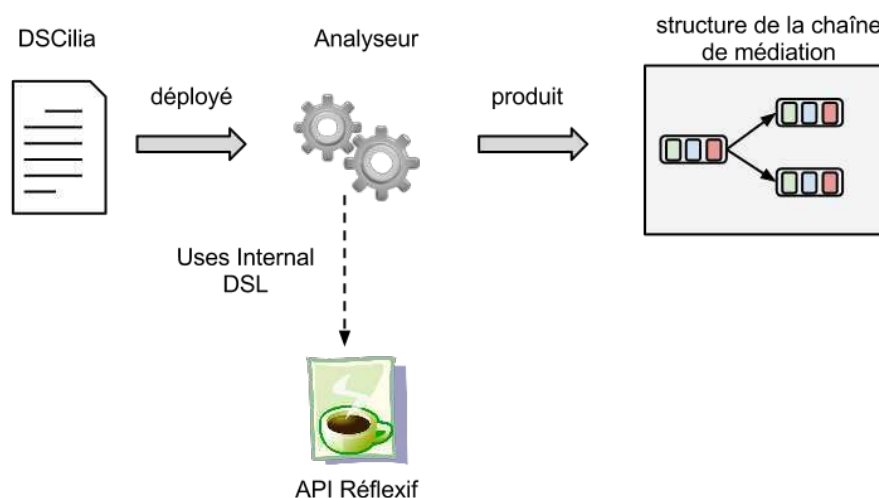 DSCilia
Analyseur
structure de la chaîne
de médiation
déployé
produit
Uses Internal
DSL
API Réflexif